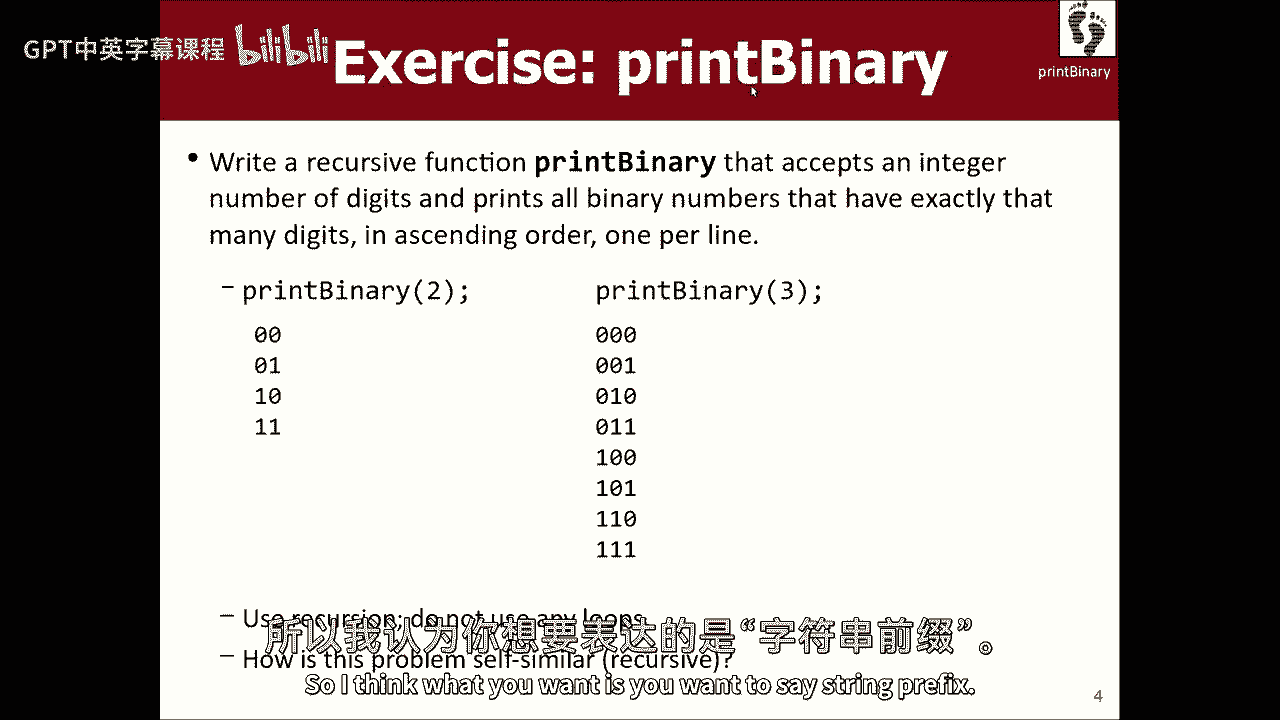 GPT中英字幕课程 bilibili
Exercise: printBinary
printBinary
• Write a recursive function printBinary that accepts an integer
number of digits and prints all binary numbers that have exactly that
many digits, in ascending order, one per line.
– printBinary(2); printBinary(3);
00 000
01 001
10 010
11 011
100
101
110
111
– Use recursion; do not use any loops.
所以我认为你想要表达的是“字符串前缀”。
– How is this problem self-similar (recursive)?
So I think what you want is you want to say string prefix.
4